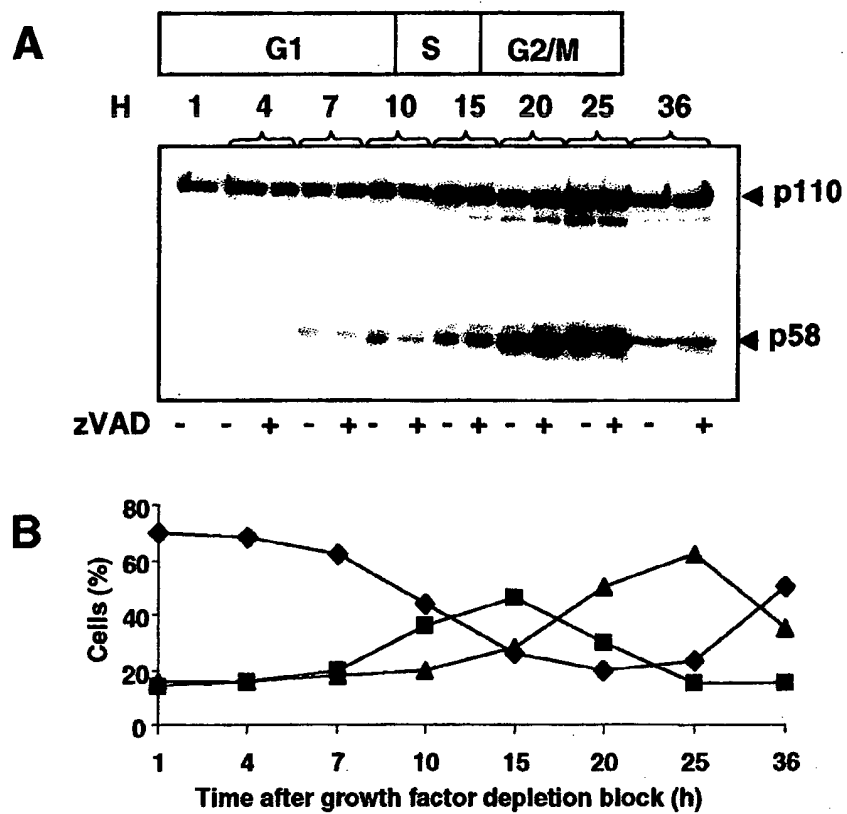 A
G1 S G2/M
H 1 4 7 10 15 20 25 36
◄ p110
◄ p58
zVAD - - + - + - + - + - + - + - +
B
80
60
40
20
0
Cells (%)
1 4 7 10 15 20 25 36
Time after growth factor depletion block (h)